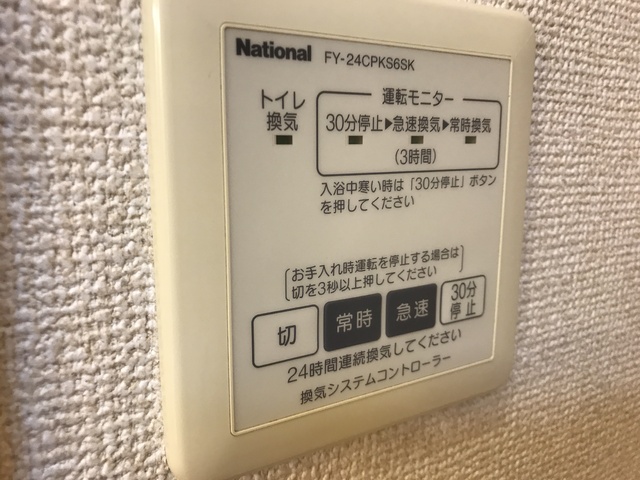 National FY-24CPKS6SK
トイレ
換気
運転モニター
30分停止▶急速換気▶常時換気
(3時間)
入浴中寒い時は「30分停止」ボタン
を押してください
お手入れ時運転を停止する場合は
切を3秒以上押してください
切
常時
急速
30分
停止
24時間連続換気してください
換気システムコントローラー